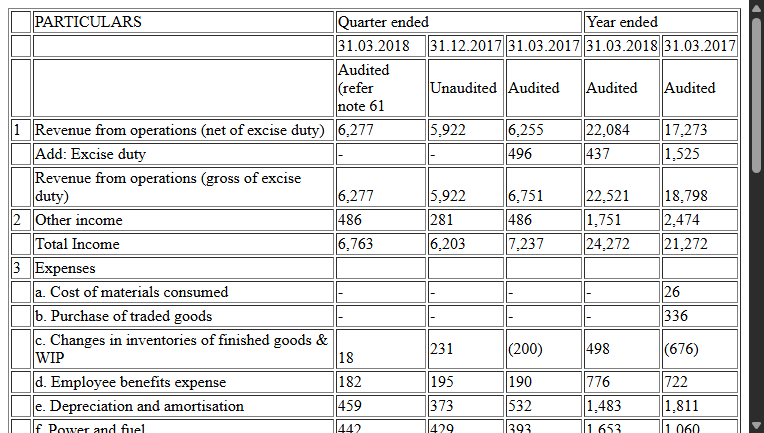 PARTICULARS Quarter ended Year ended
31.03.2018 31.12.2017 31.03.2017 31.03.2018 31.03.2017
Audited (refer note 61 Unaudited Audited Audited Audited
1 Revenue from operations (net of excise duty) 6,277 5,922 6,255 22,084 17,273
Add: Excise duty - - 496 437 1,525
Revenue from operations (gross of excise duty) 6,277 5,922 6,751 22,521 18,798
2 Other income 486 281 486 1,751 2,474
Total Income 6,763 6,203 7,237 24,272 21,272
3 Expenses
a. Cost of materials consumed - - - - 26
b. Purchase of traded goods - - - - 336
c. Changes in inventories of finished goods & WIP 18 231 (200) 498 (676)
d. Employee benefits expense 182 195 190 776 722
e. Depreciation and amortisation 459 373 532 1,483 1,811
f. Power and fuel 442 429 393 1,653 1,060